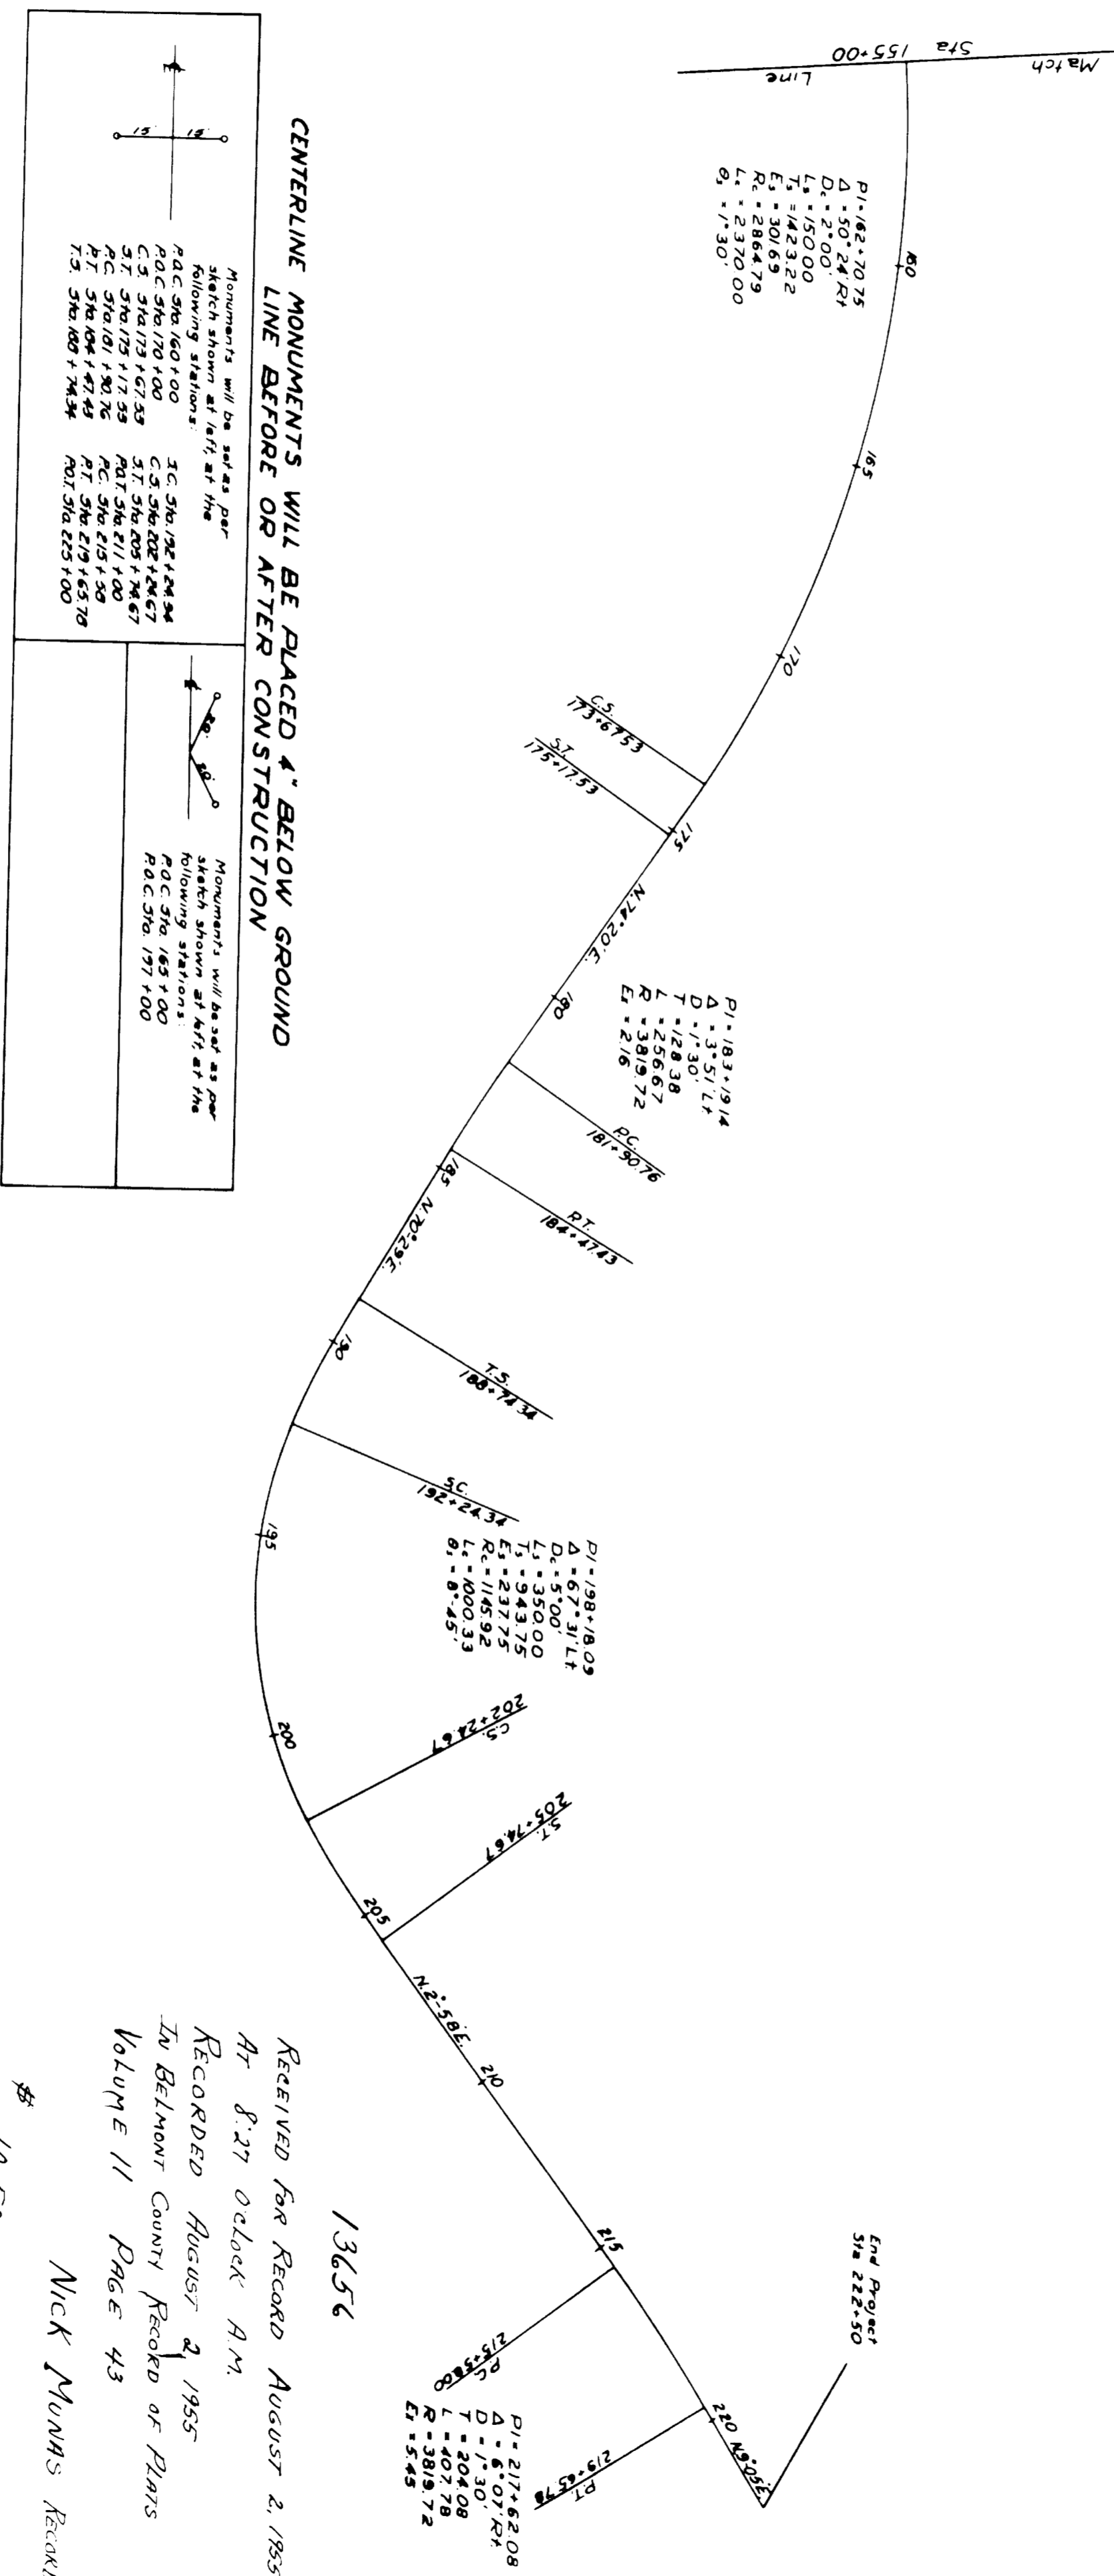 Match Line
Sta 155+00
160
165
170
175
180
185
190
195
200
205
210
215
220
PI = 162+70.75
Δ = 50° 24' Rt
Dc = 2°00'
Ls = 150.00
Ts = 1423.22
Es = 301.69
Rc = 2864.79
Lc = 2370.00
θs = 1°30'
C.S.
173+67.53
S.T.
175+17.53
N.74°20'E.
PI = 183+19.14
Δ = 3°51' Lt
D = 1°30'
T = 128.38
L = 256.67
R = 3819.72
Es = 2.16
P.C.
181+90.76
P.T.
184+47.43
N.70°-29'E.
T.S.
188+74.34
S.C.
192+24.34
PI = 198+18.09
Δ = 67°31' Lt
Dc = 5°00'
Ls = 350.00
Ts = 943.75
Es = 237.75
Rc = 1145.92
Lc = 1000.33
θs = 8°-45'
C.S.
202+24.67
S.T.
205+74.67
N.2°-58'E.
P.C.
215+58.00
PI = 217+62.08
Δ = 6°07' Rt
D = 1°30'
T = 204.08
L = 407.78
R = 3819.72
Es = 5.45
P.T.
219+65.78
N9°05'E.
End Project
Sta 222+50
CENTERLINE MONUMENTS WILL BE PLACED 4" BELOW GROUND
LINE BEFORE OR AFTER CONSTRUCTION
15'
15'
Monuments will be set as per
sketch shown at left, at the
following stations:
P.O.C. Sta. 160+00
P.O.C. Sta. 170+00
C.S. Sta. 173+67.53
S.T. Sta. 175+17.53
P.C. Sta. 181+90.76
P.T. Sta. 184+47.43
T.S. Sta. 188+74.34
S.C. Sta. 192+24.34
C.S. Sta. 202+24.67
S.T. Sta. 205+74.67
P.O.T. Sta. 211+00
P.C. Sta. 215+58
P.T. Sta. 219+65.78
P.O.T. Sta 225+00
20'
20'
Monuments will be set as per
sketch shown at left, at the
following stations:
P.O.C. Sta. 165+00
P.O.C. Sta. 197+00
13656
RECEIVED FOR RECORD AUGUST 2, 1955
AT 8:27 O'CLOCK A.M.
RECORDED AUGUST 2, 1955
IN BELMONT COUNTY RECORD OF PLATS
VOLUME 11 PAGE 43
NICK MUNAS
$